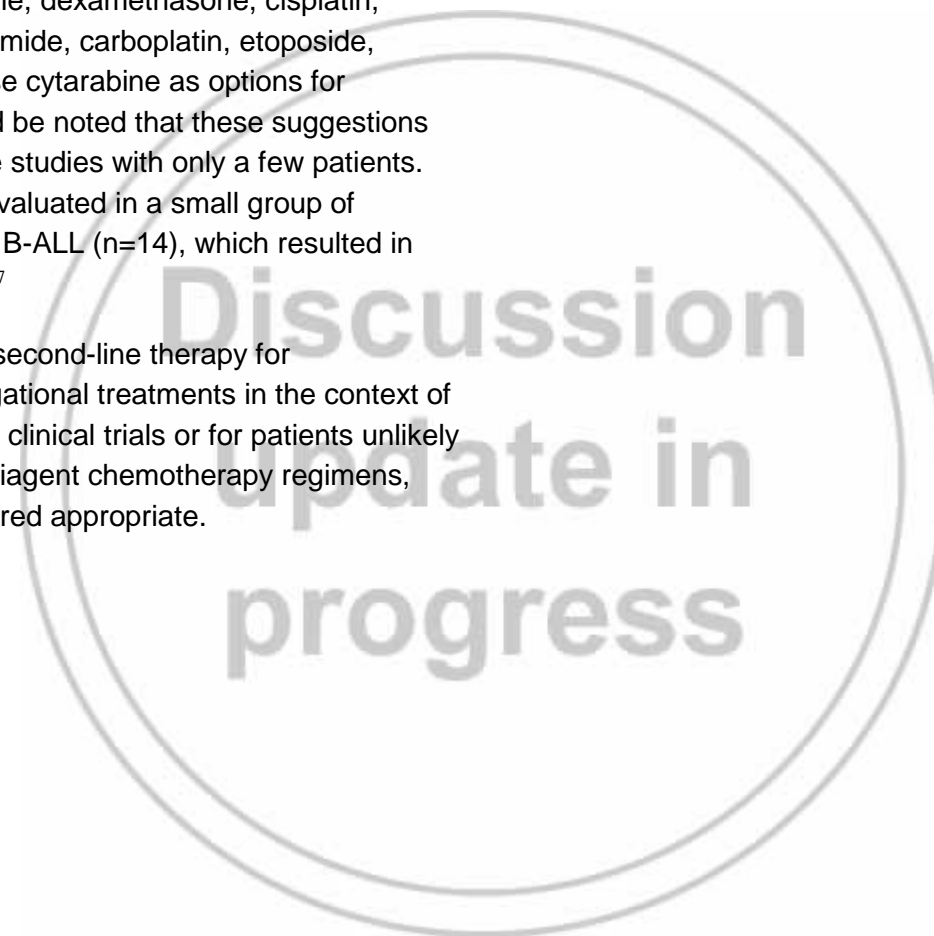 ne, dexamethasone, cisplatin,
mide, carboplatin, etoposide,
se cytarabine as options for
d be noted that these suggestions
e studies with only a few patients.
valuated in a small group of
B-ALL (n=14), which resulted in
7
second-line therapy for
gational treatments in the context of
clinical trials or for patients unlikely
iagent chemotherapy regimens,
red appropriate.
Discussion
update in
progress